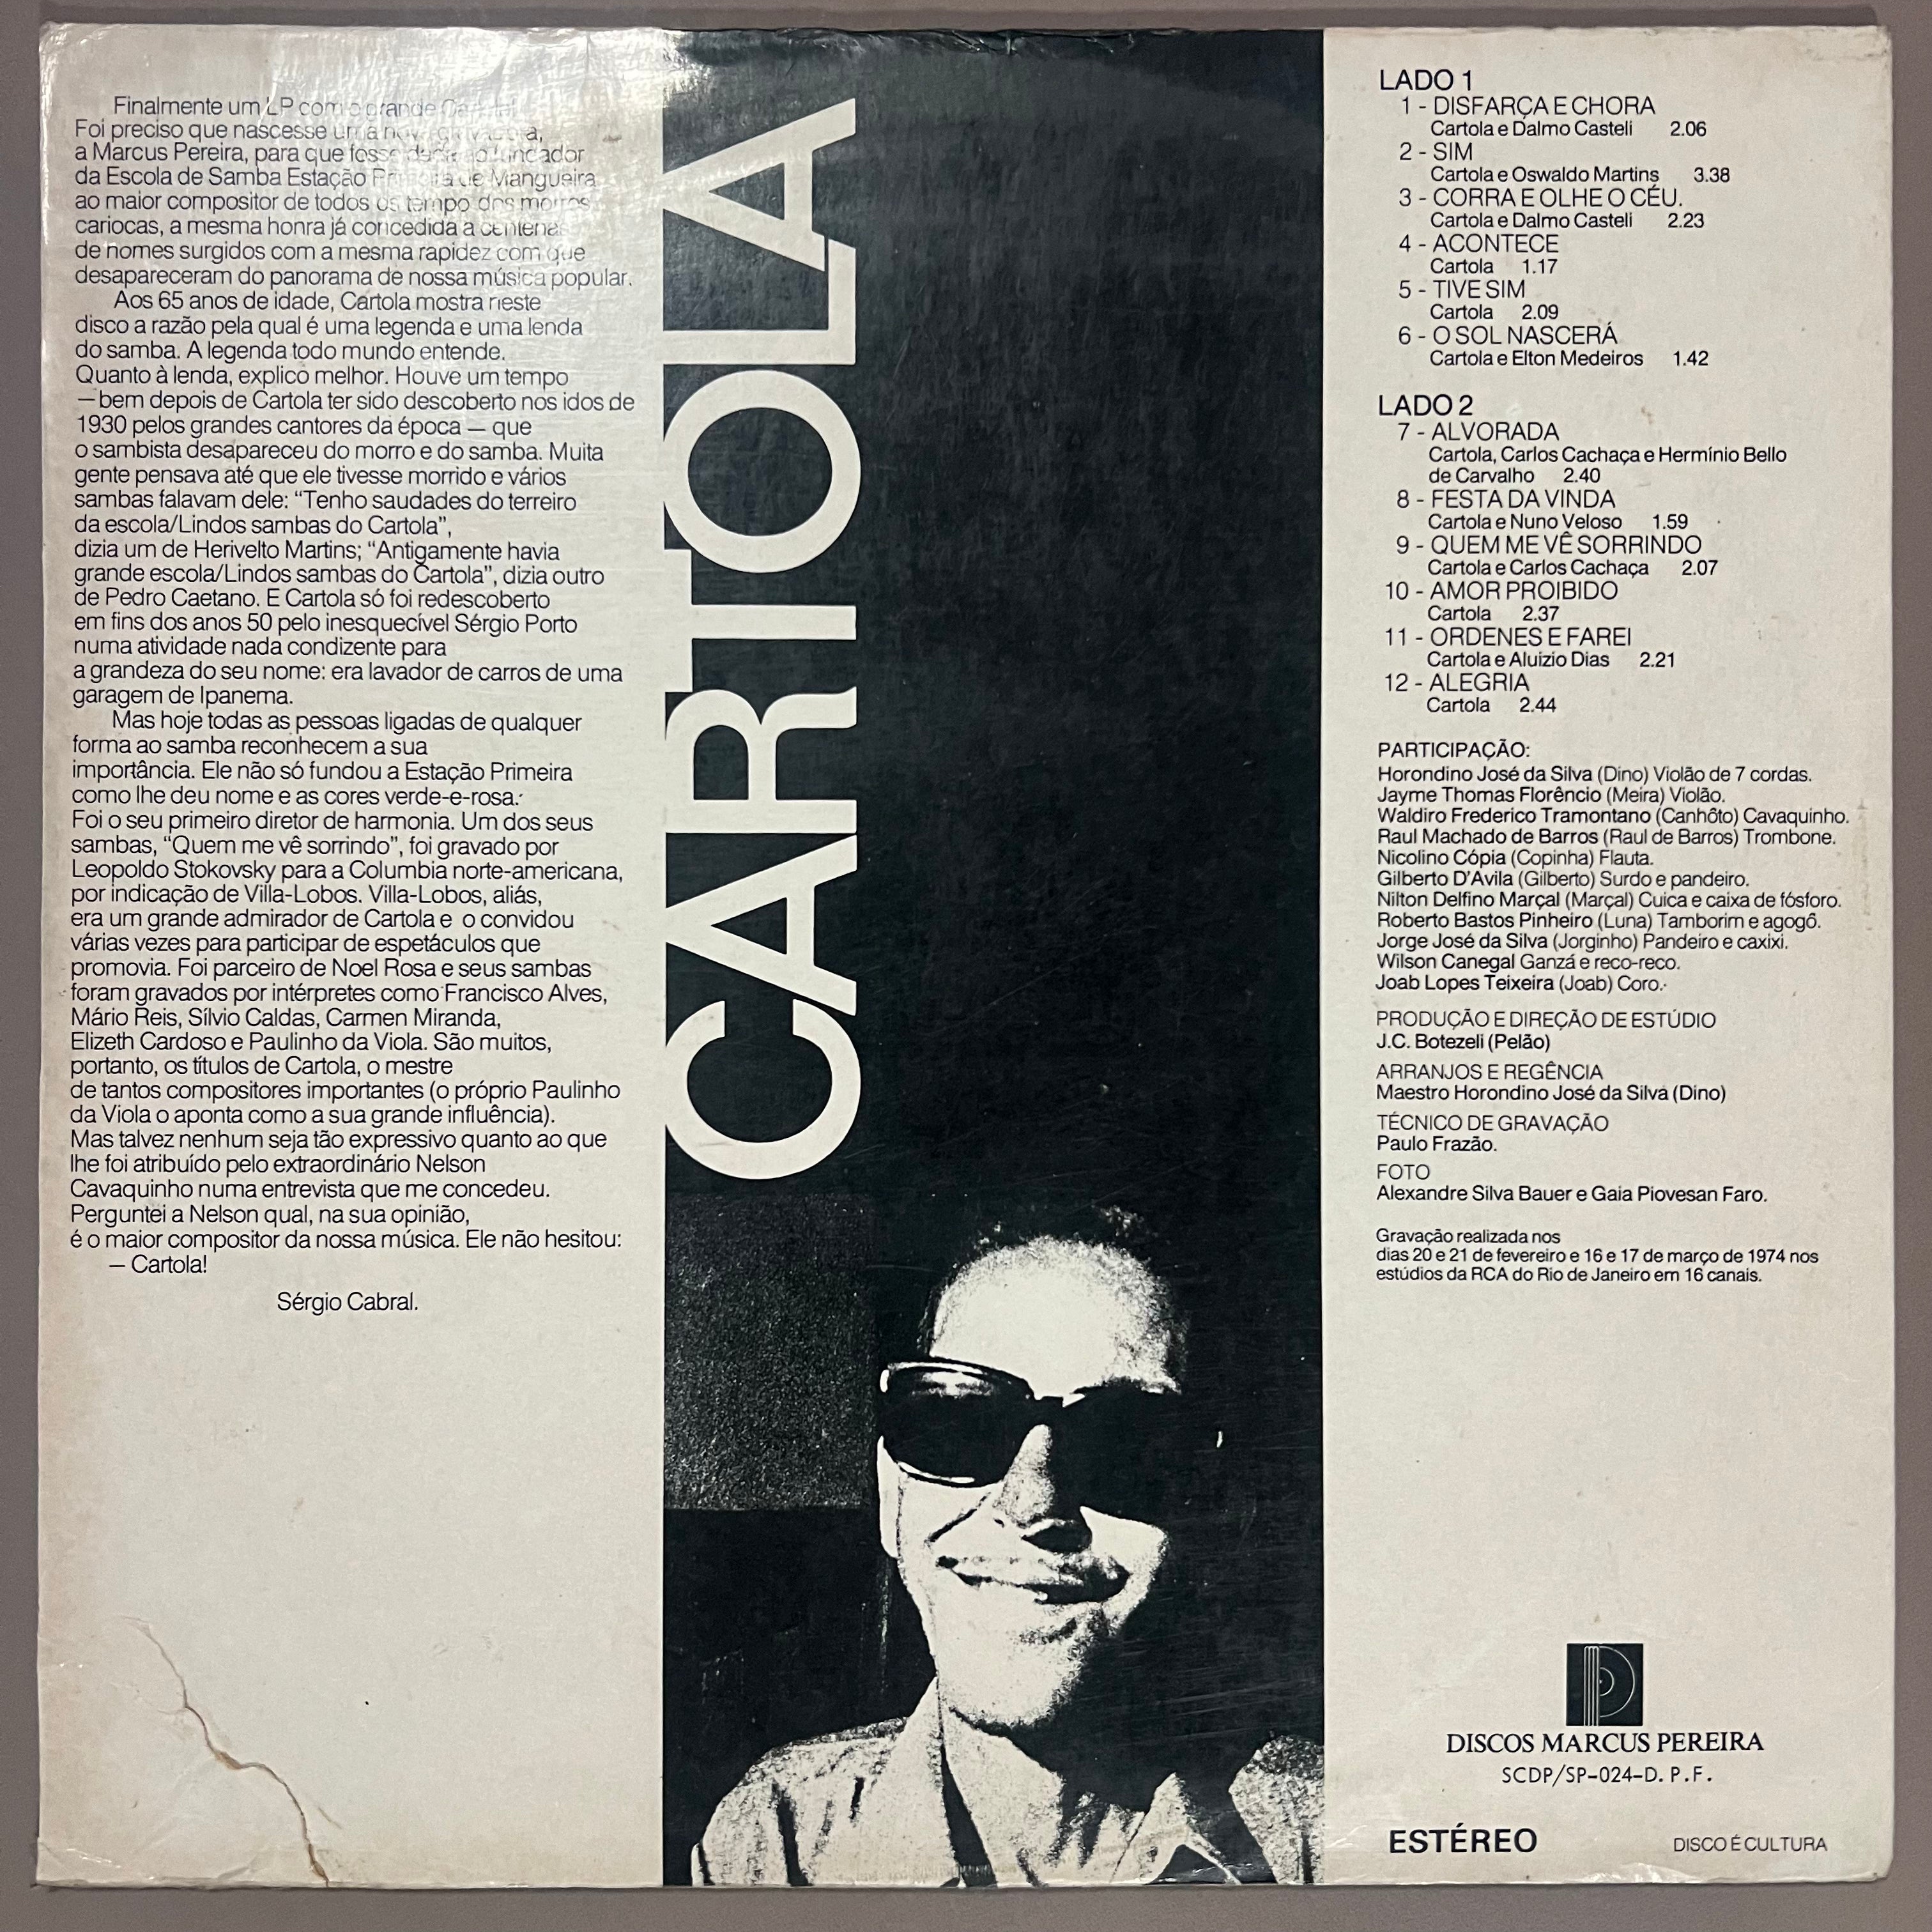 Finalmente um LP com o grande
Foi preciso que nascesse uma nova gravadora,
a Marcus Pereira, para que fosse dada ao fundador
da Escola de Samba Estação Primeira de Mangueira
ao maior compositor de todos os tempo dos morros
cariocas, a mesma honra já concedida a centenas
de nomes surgidos com a mesma rapidez com que
desapareceram do panorama de nossa música popular.
Aos 65 anos de idade, Cartola mostra neste
disco a razão pela qual é uma legenda e uma lenda
do samba. A legenda todo mundo entende.
Quanto à lenda, explico melhor. Houve um tempo
—bem depois de Cartola ter sido descoberto nos idos de
1930 pelos grandes cantores da época — que
o sambista desapareceu do morro e do samba. Muita
gente pensava até que ele tivesse morrido e vários
sambas falavam dele: “Tenho saudades do terreiro
da escola/Lindos sambas do Cartola”,
dizia um de Herivelto Martins; “Antigamente havia
grande escola/Lindos sambas do Cartola”, dizia outro
de Pedro Caetano. E Cartola só foi redescoberto
em fins dos anos 50 pelo inesquecível Sérgio Porto
numa atividade nada condizente para
a grandeza do seu nome: era lavador de carros de uma
garagem de Ipanema.
Mas hoje todas as pessoas ligadas de qualquer
forma ao samba reconhecem a sua
importância. Ele não só fundou a Estação Primeira
como lhe deu nome e as cores verde-e-rosa.
Foi o seu primeiro diretor de harmonia. Um dos seus
sambas, “Quem me vê sorrindo”, foi gravado por
Leopoldo Stokovsky para a Columbia norte-americana,
por indicação de Villa-Lobos. Villa-Lobos, aliás,
era um grande admirador de Cartola e o convidou
várias vezes para participar de espetáculos que
promovia. Foi parceiro de Noel Rosa e seus sambas
foram gravados por intérpretes como Francisco Alves,
Mário Reis, Sílvio Caldas, Carmen Miranda,
Elizeth Cardoso e Paulinho da Viola. São muitos,
portanto, os títulos de Cartola, o mestre
de tantos compositores importantes (o próprio Paulinho
da Viola o aponta como a sua grande influência).
Mas talvez nenhum seja tão expressivo quanto ao que
lhe foi atribuído pelo extraordinário Nelson
Cavaquinho numa entrevista que me concedeu.
Perguntei a Nelson qual, na sua opinião,
é o maior compositor da nossa música. Ele não hesitou:
— Cartola!
Sérgio Cabral.
CARTOLA
LADO 1
1 - DISFARÇA E CHORA
Cartola e Dalmo Casteli 2.06
2 - SIM
Cartola e Oswaldo Martins 3.38
3 - CORRA E OLHE O CÉU.
Cartola e Dalmo Casteli 2.23
4 - ACONTECE
Cartola 1.17
5 - TIVE SIM
Cartola 2.09
6 - O SOL NASCERÁ
Cartola e Elton Medeiros 1.42
LADO 2
7 - ALVORADA
Cartola, Carlos Cachaça e Hermínio Bello
de Carvalho 2.40
8 - FESTA DA VINDA
Cartola e Nuno Veloso 1.59
9 - QUEM ME VÊ SORRINDO
Cartola e Carlos Cachaça 2.07
10 - AMOR PROIBIDO
Cartola 2.37
11 - ORDENES E FAREI
Cartola e Aluizio Dias 2.21
12 - ALEGRIA
Cartola 2.44
PARTICIPAÇÃO:
Horondino José da Silva (Dino) Violão de 7 cordas.
Jayme Thomas Florêncio (Meira) Violão.
Waldiro Frederico Tramontano (Canhôto) Cavaquinho.
Raul Machado de Barros (Raul de Barros) Trombone.
Nicolino Cópia (Copinha) Flauta.
Gilberto D'Avila (Gilberto) Surdo e pandeiro.
Nilton Delfino Marçal (Marçal) Cuica e caixa de fósforo.
Roberto Bastos Pinheiro (Luna) Tamborim e agogô.
Jorge José da Silva (Jorginho) Pandeiro e caxixi.
Wilson Canegal Ganzá e reco-reco.
Joab Lopes Teixeira (Joab) Coro.
PRODUÇÃO E DIREÇÃO DE ESTÚDIO
J.C. Botezeli (Pelão)
ARRANJOS E REGÊNCIA
Maestro Horondino José da Silva (Dino)
TÉCNICO DE GRAVAÇÃO
Paulo Frazão.
FOTO
Alexandre Silva Bauer e Gaia Piovesan Faro.
Gravação realizada nos
dias 20 e 21 de fevereiro e 16 e 17 de março de 1974 nos
estúdios da RCA do Rio de Janeiro em 16 canais.
DISCOS MARCUS PEREIRA
SCDP/SP-024-D. P. F.
ESTÉREO
DISCO É CULTURA